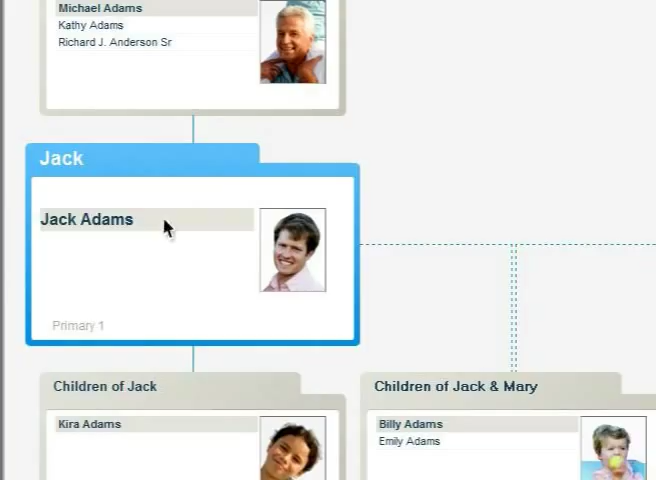 Michael Adams
Kathy Adams
Richard J. Anderson Sr
Jack
Jack Adams
Primary 1
Children of Jack
Kira Adams
Children of Jack & Mary
Billy Adams
Emily Adams